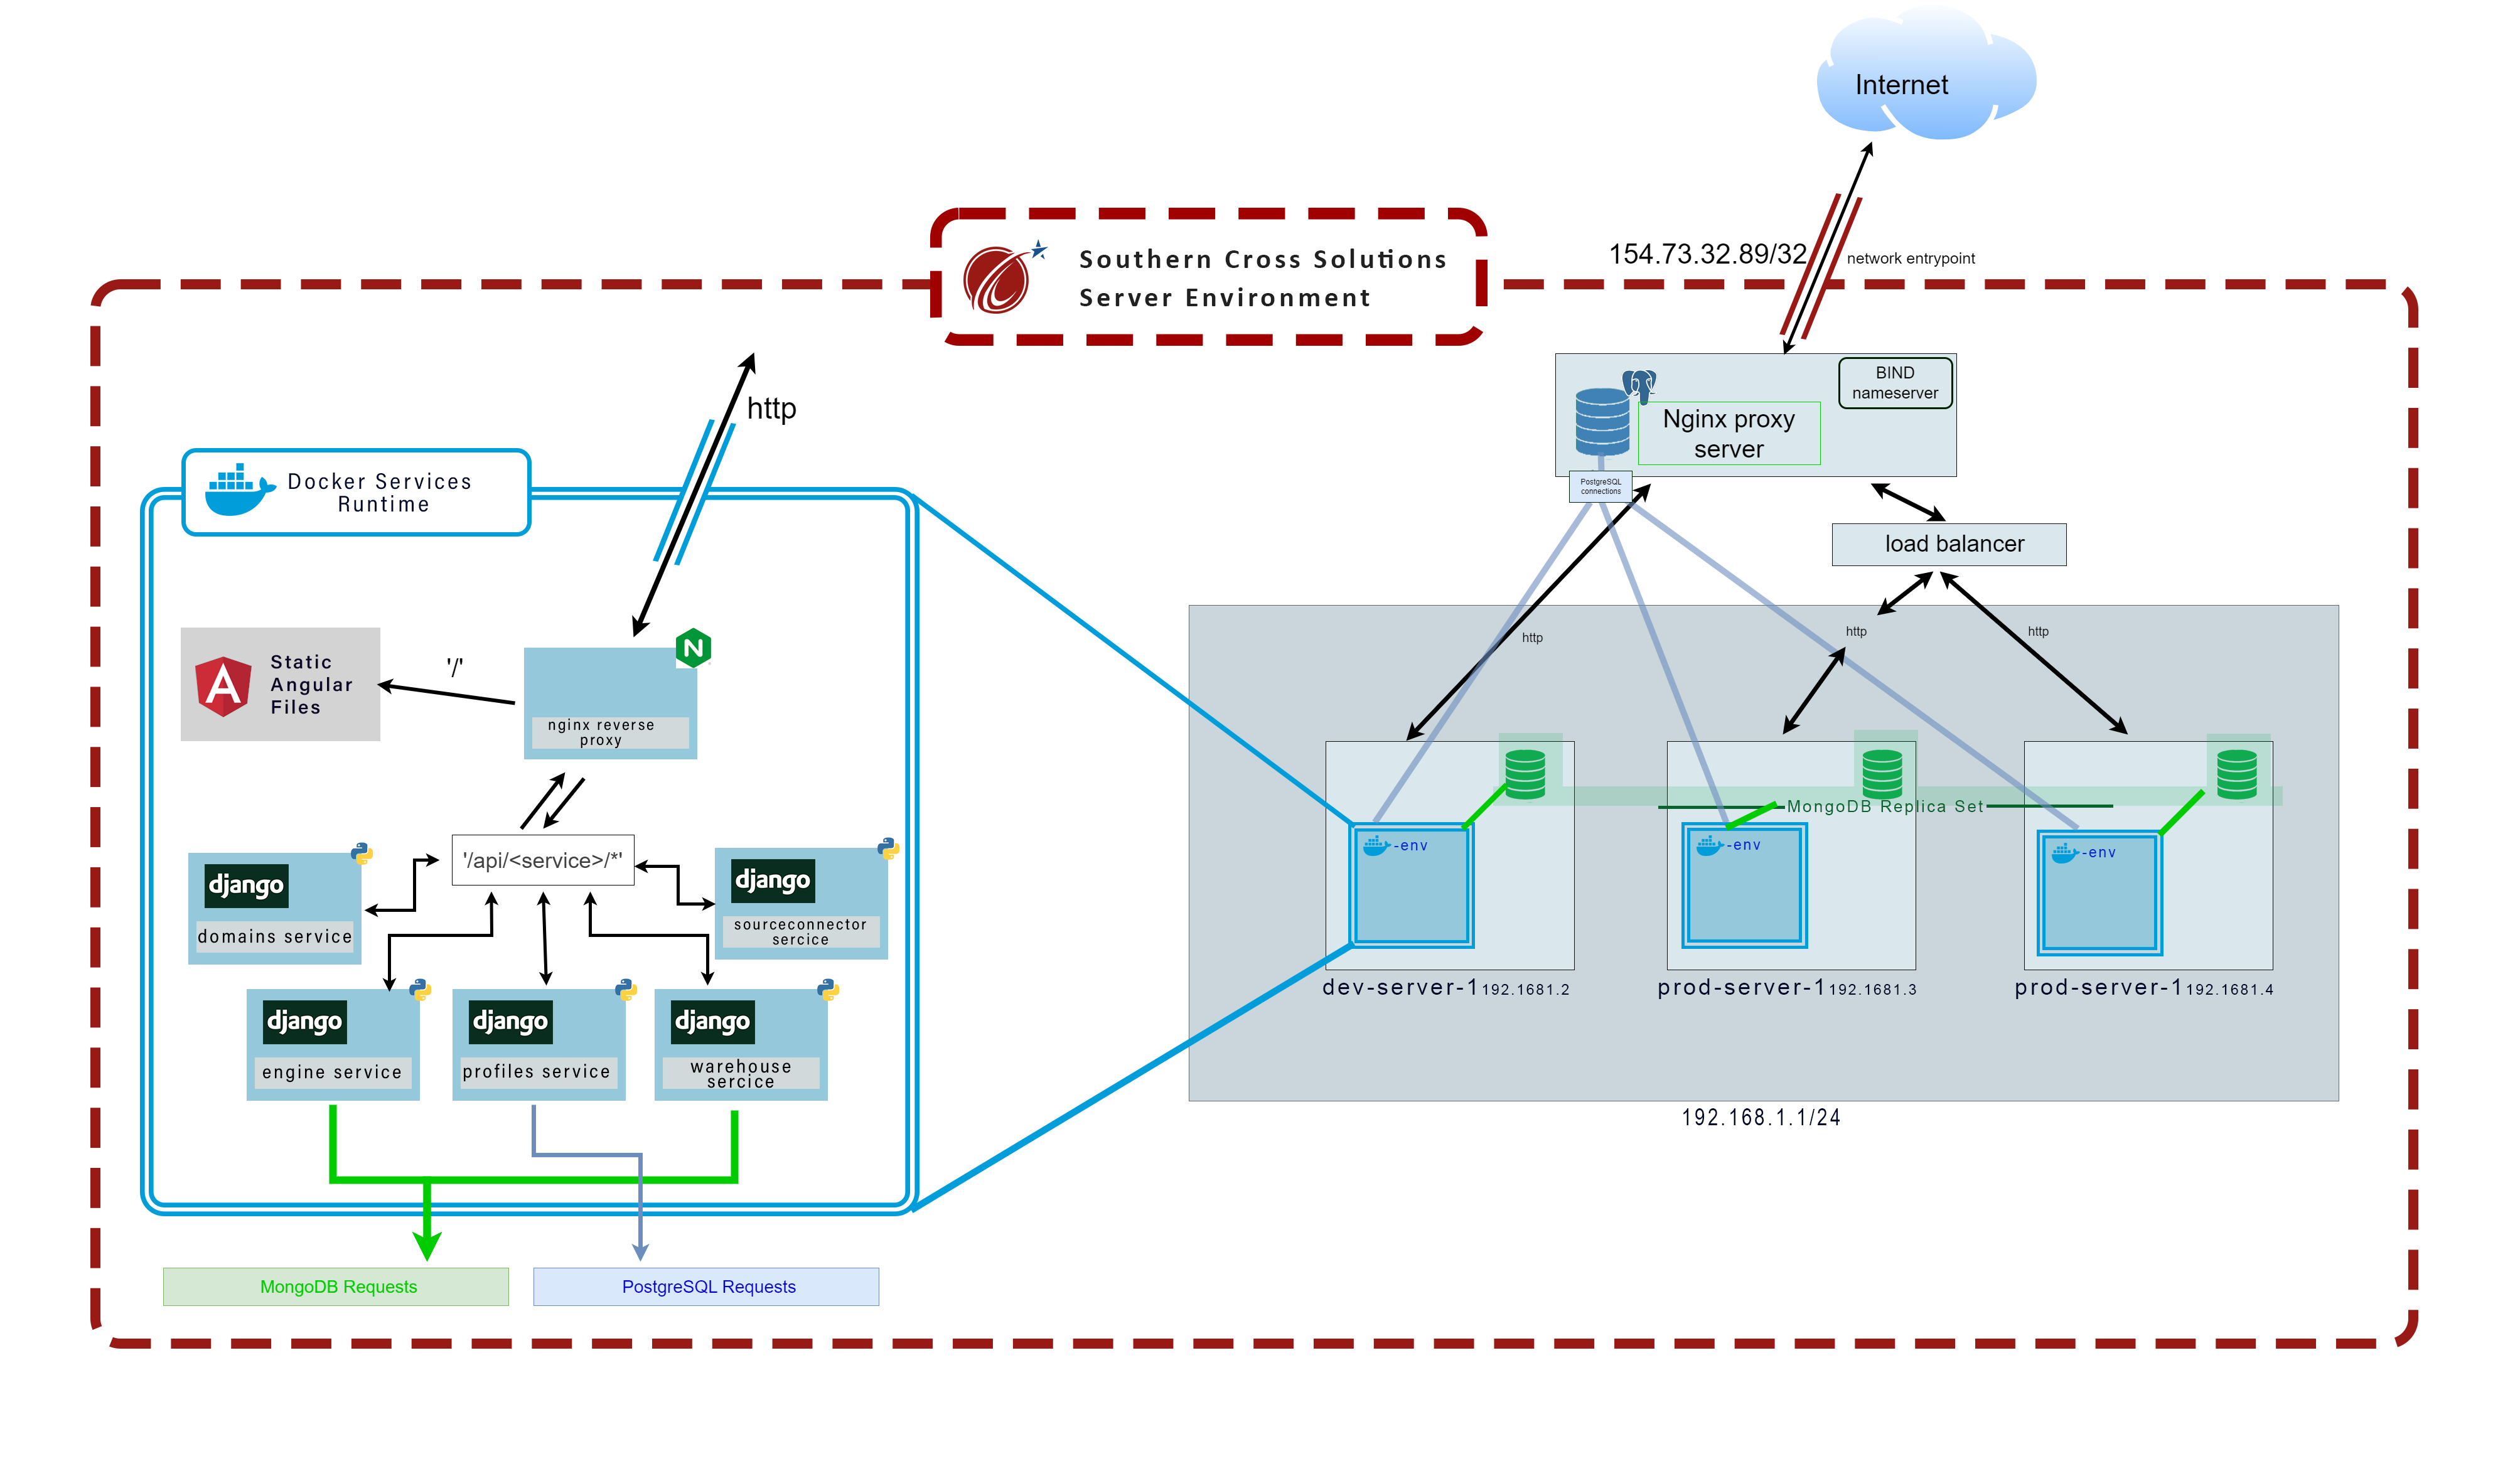 Internet
154.73.32.89/32
network entrypoint
Southern Cross Solutions
Server Environment
BIND
nameserver
Nginx proxy
server
PostgreSQL
connections
load balancer
http
http
http
MongoDB Replica Set
-env
-env
-env
dev-server-1 192.1681.2
prod-server-1 192.1681.3
prod-server-1 192.1681.4
192.168.1.1/24
http
Docker Services
Runtime
Static
Angular
Files
A
'/'
N
nginx reverse
proxy
'/api/<service>/*'
django
domains service
django
sourceconnector
sercice
django
engine service
django
profiles service
django
warehouse
sercice
MongoDB Requests
PostgreSQL Requests